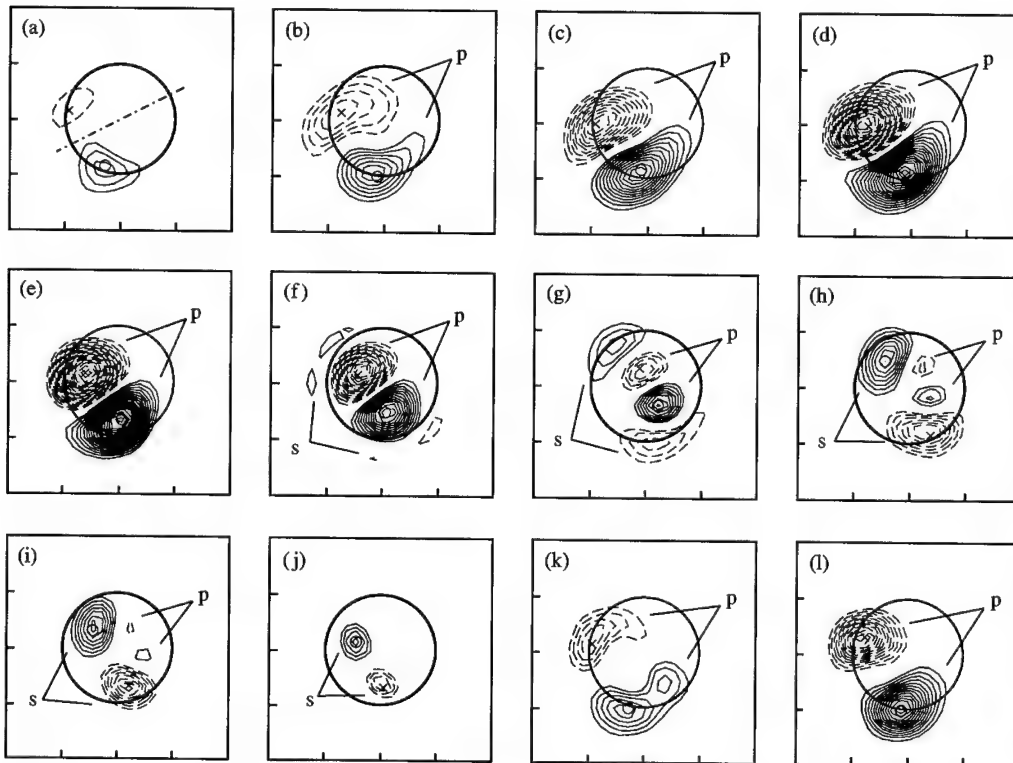 (a) (b) p (c) p (d) p
(e) p (f) p s (g) p s (h) p s
(i) p s (j) s (k) p (l) p